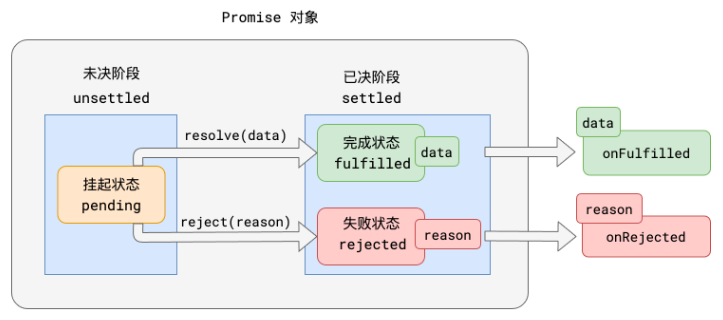 Promise 对象
未决阶段
unsettled
已决阶段
settled
resolve(data)
完成状态
fulfilled
data
data
onFulfilled
挂起状态
pending
reject(reason)
失败状态
rejected
reason
reason
onRejected